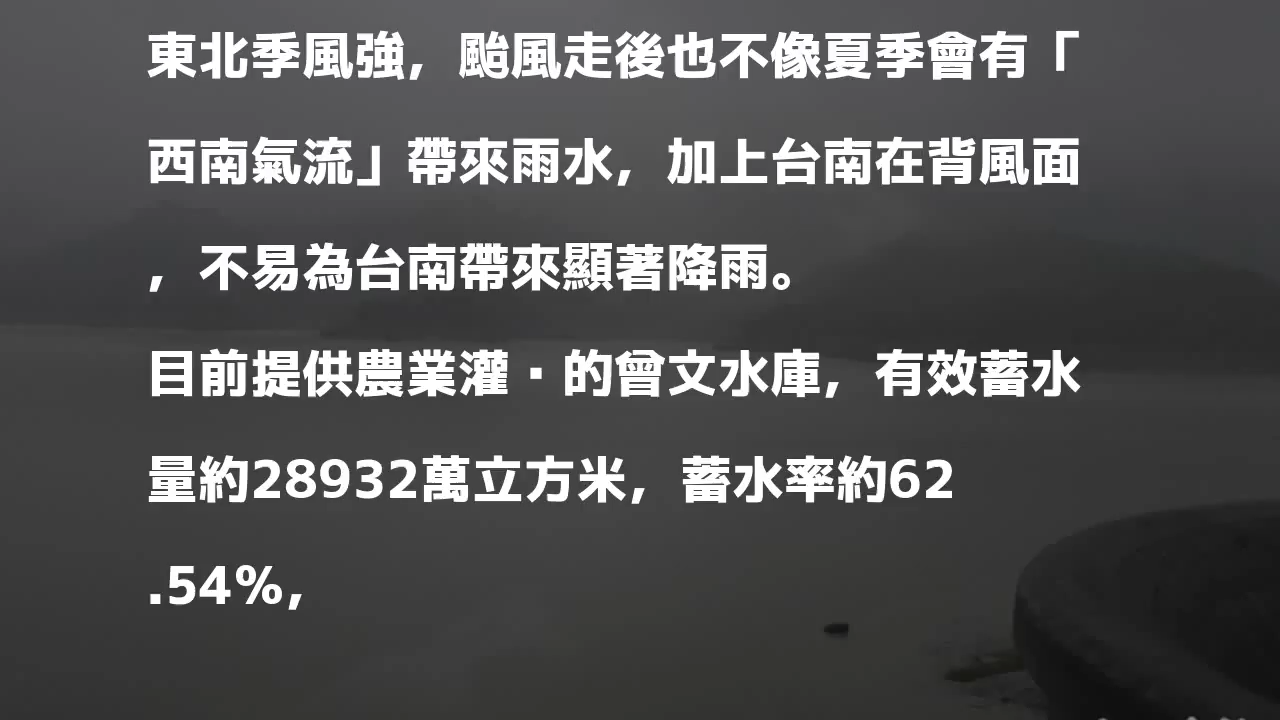 東北季風強，颱風走後也不像夏季會有「
西南氣流」帶來雨水，加上台南在背風面
，不易為台南帶來顯著降雨。
目前提供農業灌·的曾文水庫，有效蓄水
量約28932萬立方米，蓄水率約62
.54%，